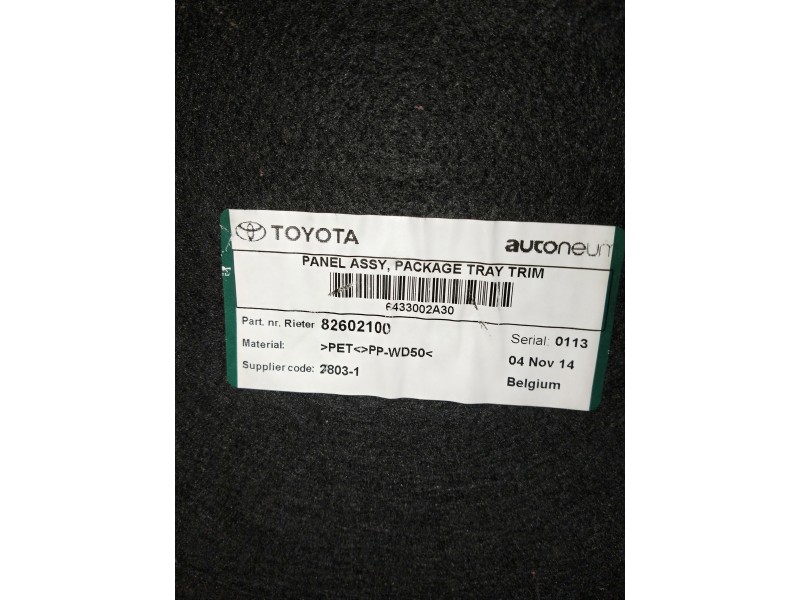 TOYOTA autoneum
PANEL ASSY, PACKAGE TRAY TRIM
6433002A30
Part. nr. Rieter 82602100
Serial: 0113
Material: >PET<>PP-WD50<
04 Nov 14
Supplier code: 2803-1
Belgium